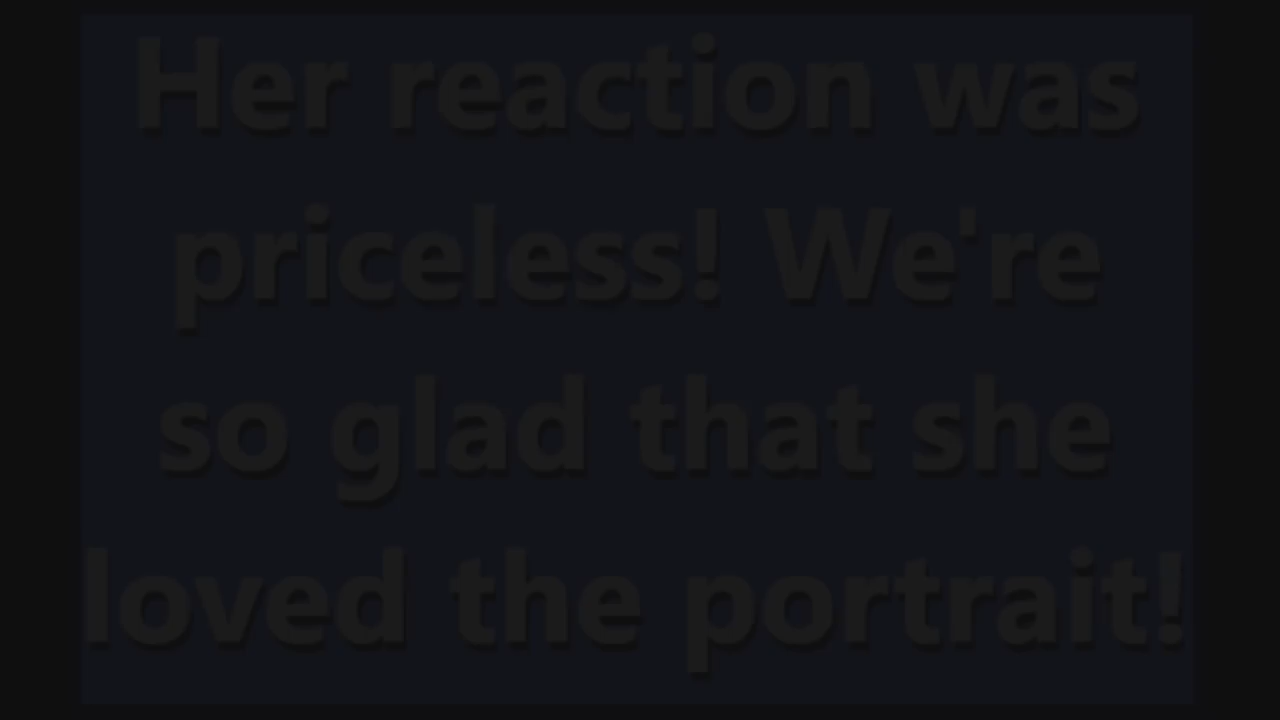 Her reaction was
priceless! We're
so glad that she
loved the portrait!